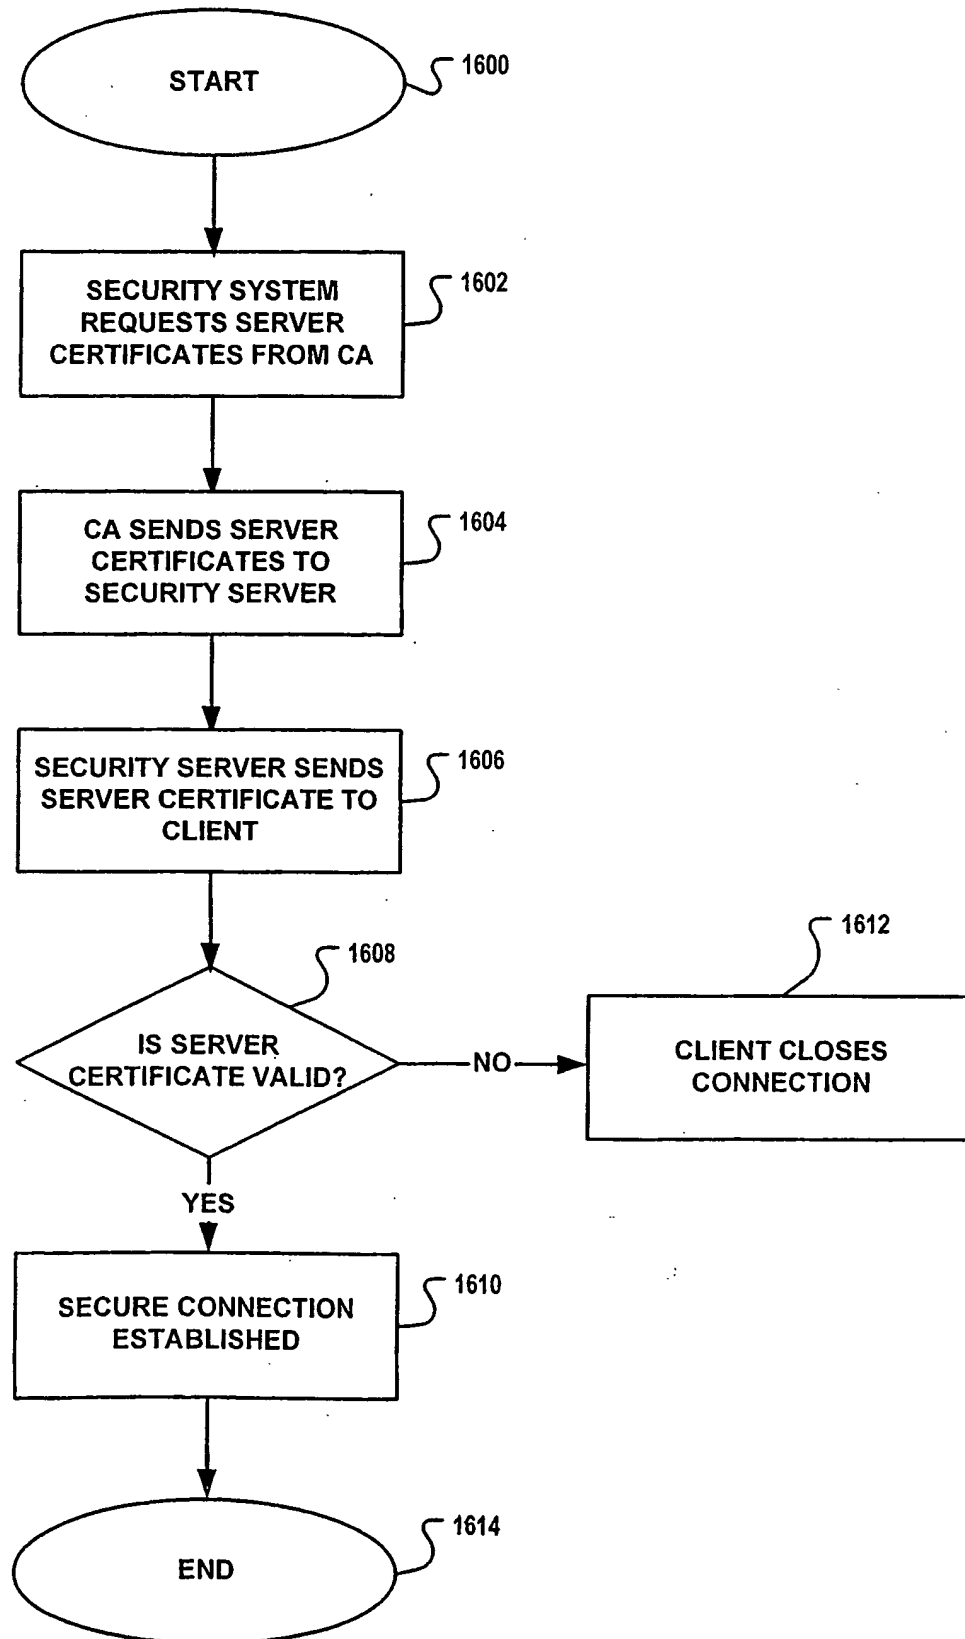 START
1600
SECURITY SYSTEM
REQUESTS SERVER
CERTIFICATES FROM CA
1602
CA SENDS SERVER
CERTIFICATES TO
SECURITY SERVER
1604
SECURITY SERVER SENDS
SERVER CERTIFICATE TO
CLIENT
1606
IS SERVER
CERTIFICATE VALID?
1608
NO
CLIENT CLOSES
CONNECTION
1612
YES
SECURE CONNECTION
ESTABLISHED
1610
END
1614